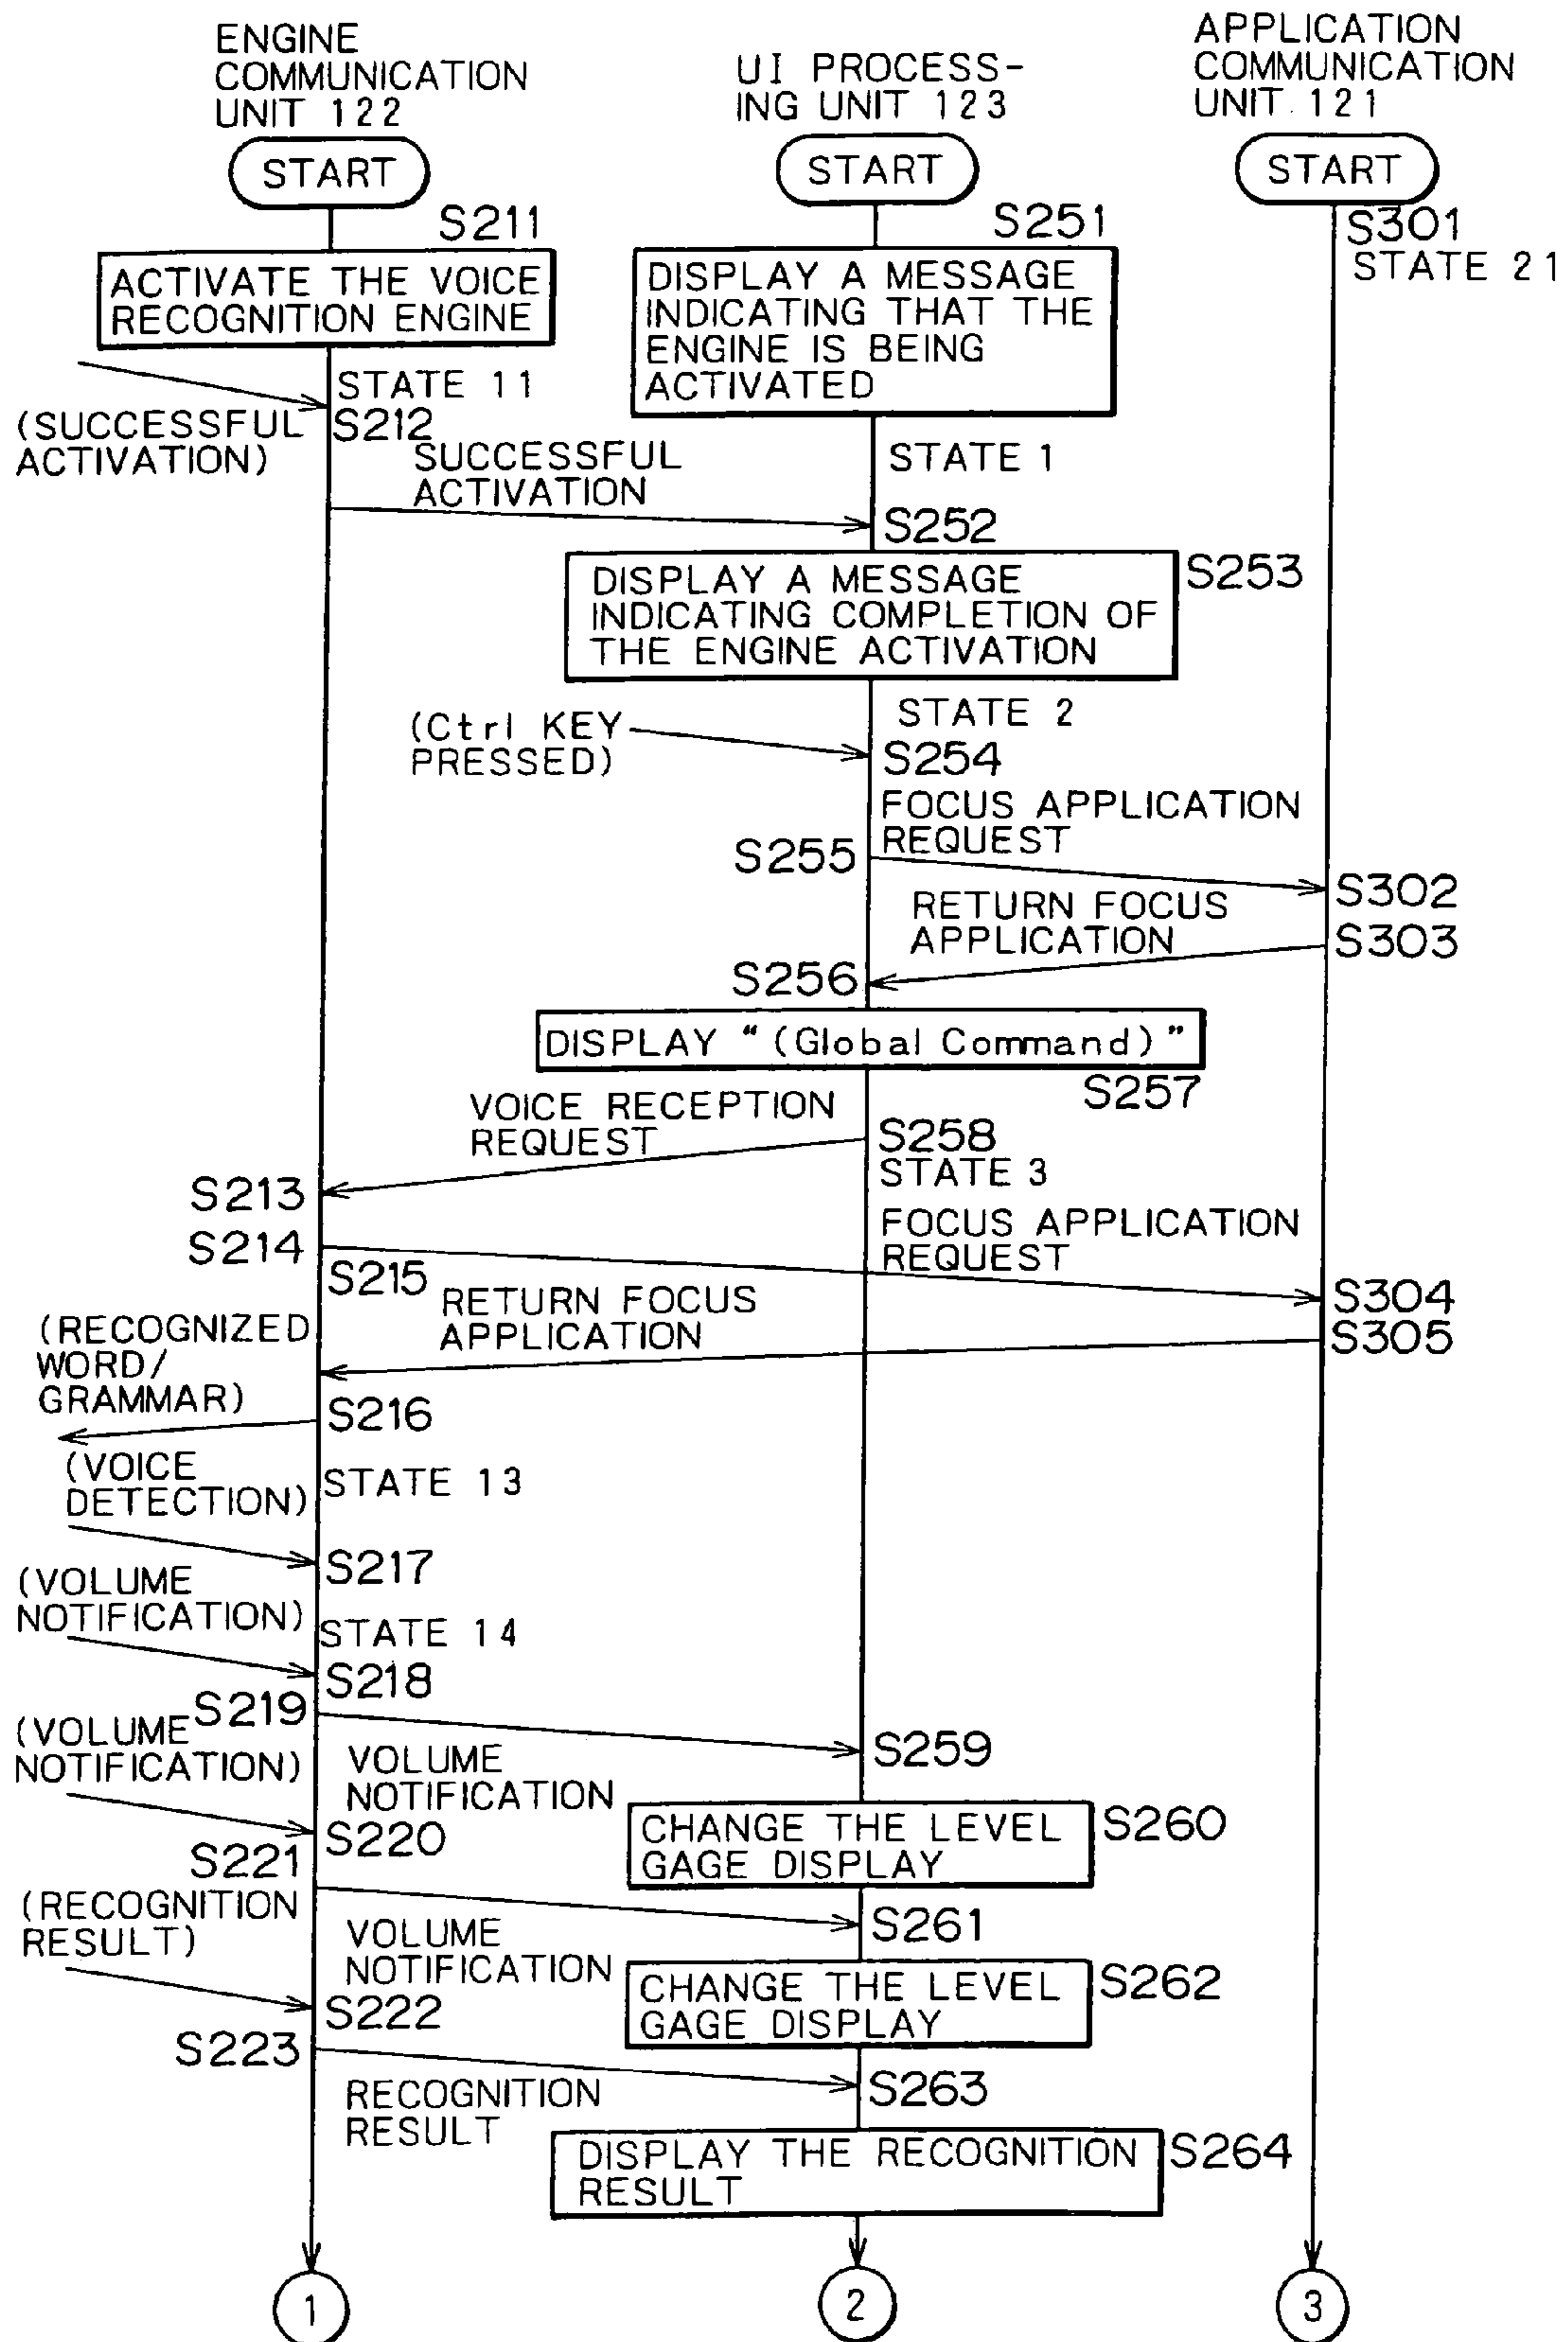 ENGINE
COMMUNICATION
UNIT 122
UI PROCESS-
ING UNIT 123
APPLICATION
COMMUNICATION
UNIT 121
START
START
START
S211
S251
S301
STATE 21
ACTIVATE THE VOICE
RECOGNITION ENGINE
DISPLAY A MESSAGE
INDICATING THAT THE
ENGINE IS BEING
ACTIVATED
STATE 11
(SUCCESSFUL
ACTIVATION)
S212
SUCCESSFUL
ACTIVATION
STATE 1
S252
DISPLAY A MESSAGE
INDICATING COMPLETION OF
THE ENGINE ACTIVATION
S253
STATE 2
(Ctrl KEY
PRESSED)
S254
FOCUS APPLICATION
REQUEST
S255
S302
RETURN FOCUS
APPLICATION
S303
S256
DISPLAY “(Global Command)”
S257
VOICE RECEPTION
REQUEST
S258
STATE 3
S213
FOCUS APPLICATION
REQUEST
S214
S215
S304
RETURN FOCUS
APPLICATION
S305
(RECOGNIZED
WORD/
GRAMMAR)
S216
(VOICE
DETECTION)
STATE 13
S217
(VOLUME
NOTIFICATION)
STATE 14
S218
S219
(VOLUME
NOTIFICATION)
S259
VOLUME
NOTIFICATION
S220
CHANGE THE LEVEL
GAGE DISPLAY
S260
S221
(RECOGNITION
RESULT)
S261
VOLUME
NOTIFICATION
CHANGE THE LEVEL
GAGE DISPLAY
S262
S222
S223
S263
RECOGNITION
RESULT
DISPLAY THE RECOGNITION
RESULT
S264
1
2
3